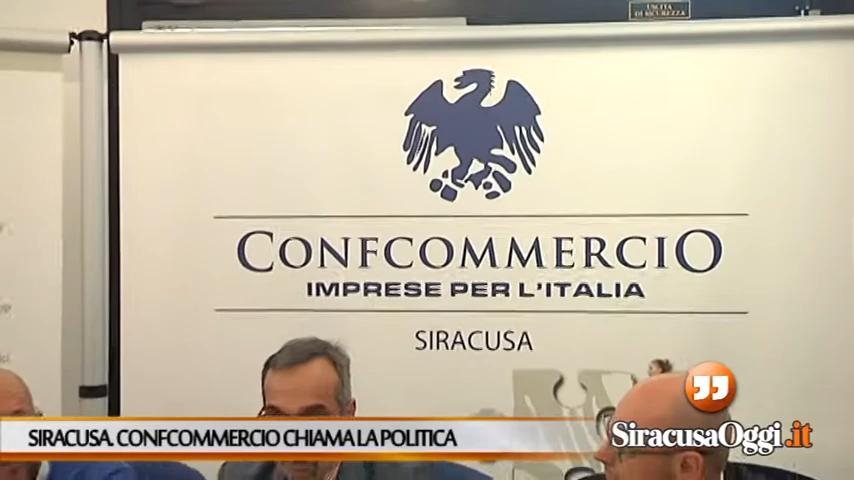 USCITA
DI SICUREZZA
CONFCOMMERCIO
IMPRESE PER L'ITALIA
SIRACUSA
SIRACUSA. CONFCOMMERCIO CHIAMA LA POLITICA
SiracusaOggi.it